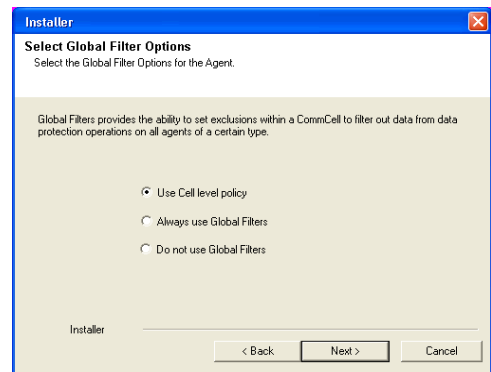 Installer
Select Global Filter Options
Select the Global Filter Options for the Agent.
Global Filters provides the ability to set exclusions within a CommCell to filter out data from data
protection operations on all agents of a certain type.
Use Cell level policy
Always use Global Filters
Do not use Global Filters
Installer
< Back
Next >
Cancel